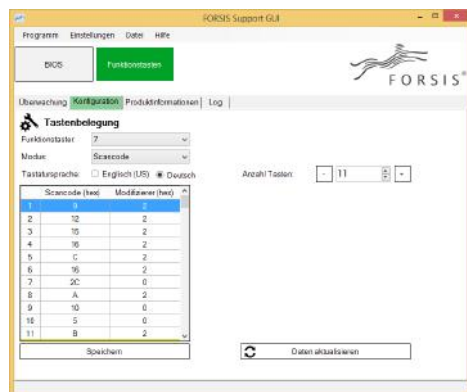 FORSIS Support GUI
Programm Einstellungen Datei Hilfe
BIOS Funktionstasten
FORSIS®
Überwachung Konfiguration Produktinformationen Log
Tastenbelegung
Funktionstaster: 7
Modus: Scancode
Tastatursprache: Englisch (US) Deutsch Anzahl Tasten: - 11 +
Scancode (hex) Modifizierer (hex)
1 9 2
2 12 2
3 15 2
4 16 2
5 C 2
6 16 2
7 2C 0
8 A 2
9 10 0
10 5 0
11 B 2
Speichern Daten aktualisieren